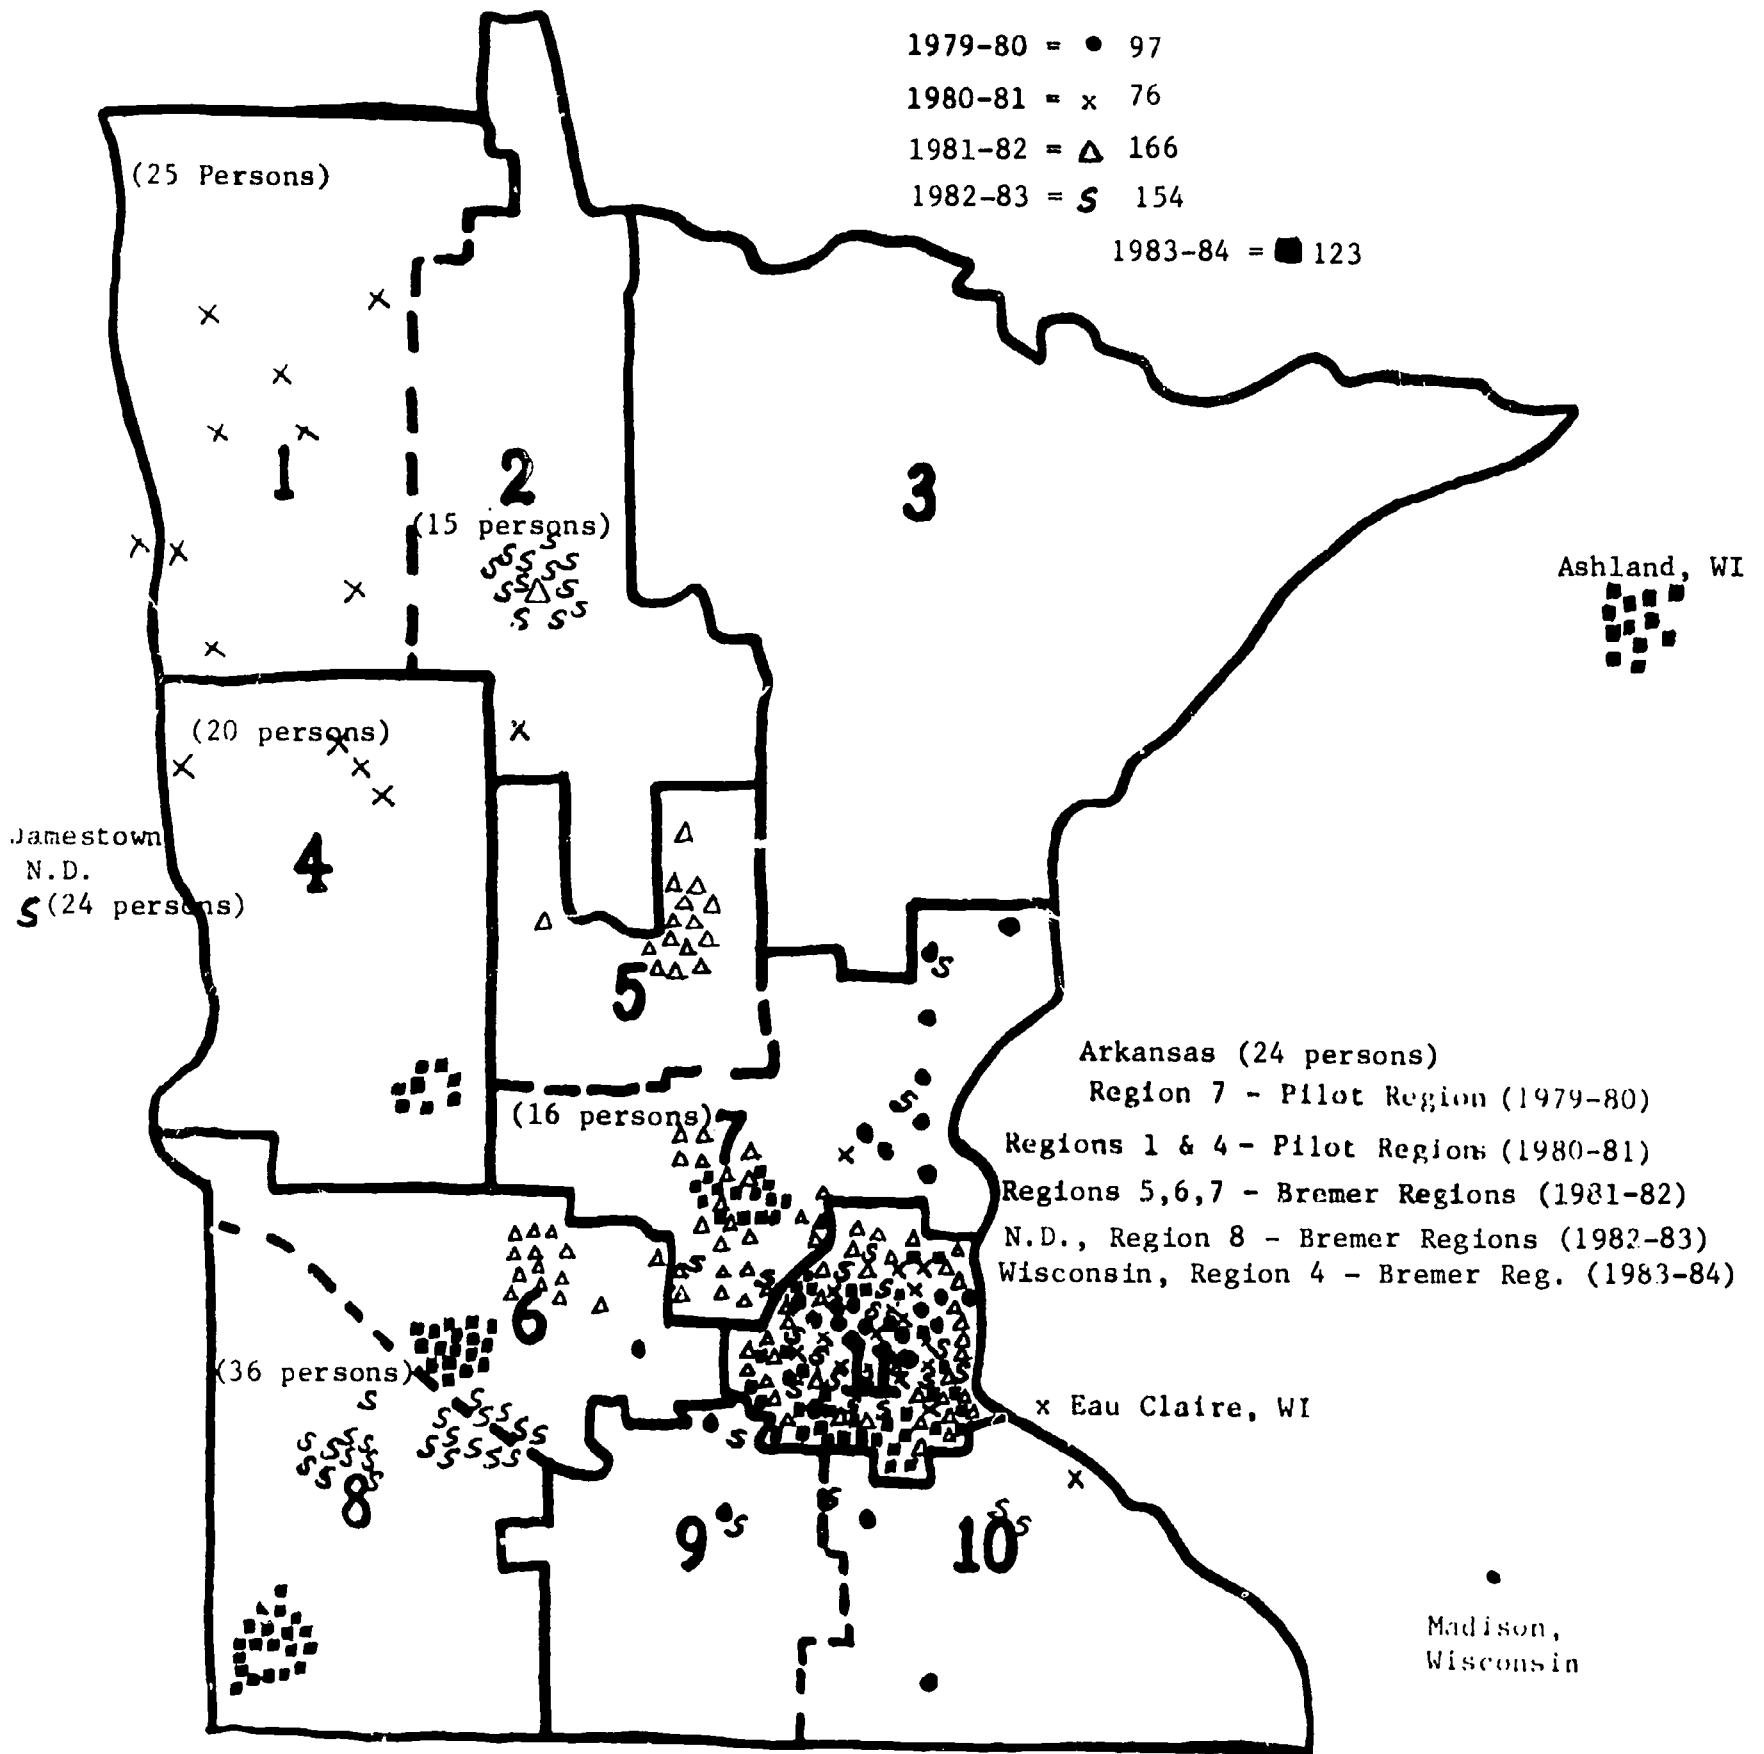 1979-80 = ● 97
1980-81 = x 76
1981-82 = △ 166
1982-83 = S 154
1983-84 = ■ 123
(25 Persons)
1
2
3
(15 persons)
Ashland, WI
(20 persons)
4
Jamestown
N.D.
S (24 persons)
5
Arkansas (24 persons)
Region 7 - Pilot Region (1979-80)
(16 persons)
7
Regions 1 & 4 - Pilot Regions (1980-81)
Regions 5,6,7 - Bremer Regions (1981-82)
N.D., Region 8 - Bremer Regions (1982-83)
Wisconsin, Region 4 - Bremer Reg. (1983-84)
6
11
(36 persons)
x Eau Claire, WI
8
9
10
Madison,
Wisconsin